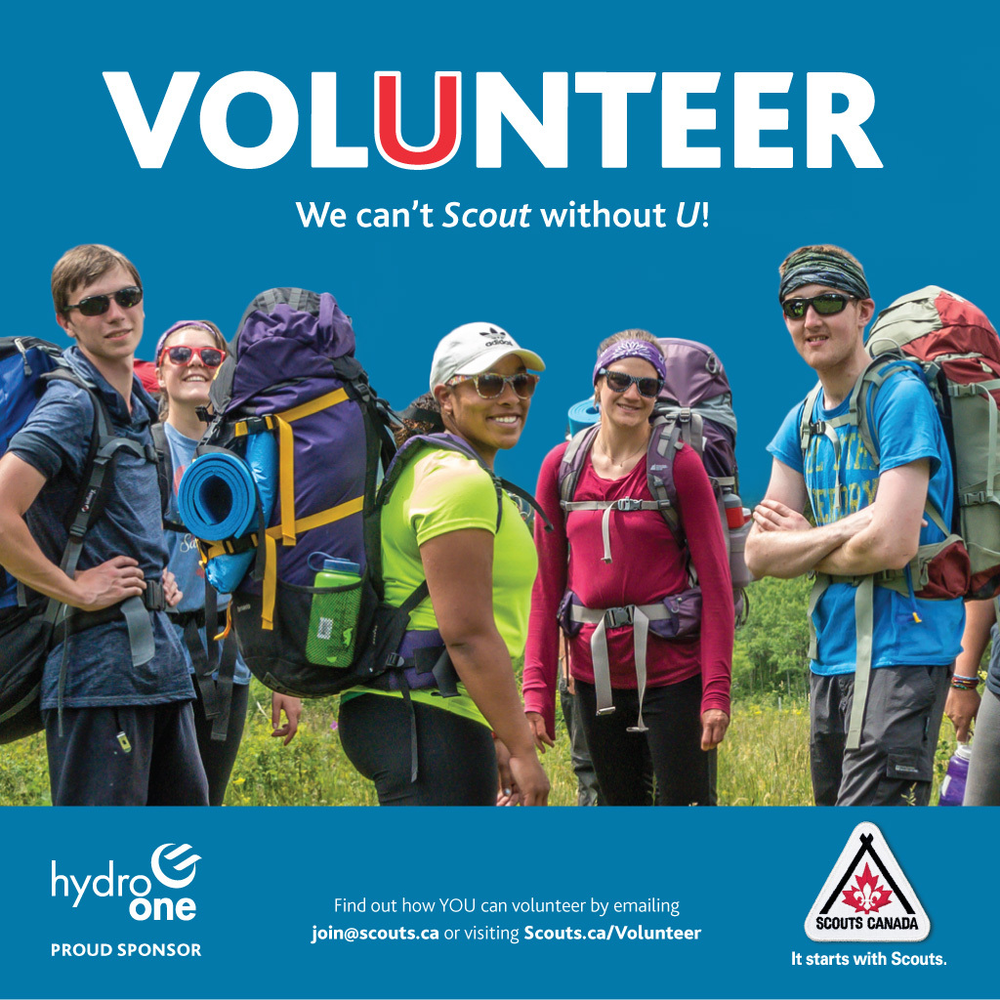 VOLUNTEER
We can't Scout without U!
adidas
hydro
one
PROUD SPONSOR
Find out how YOU can volunteer by emailing
join@scouts.ca or visiting Scouts.ca/Volunteer
SCOUTS CANADA
It starts with Scouts.